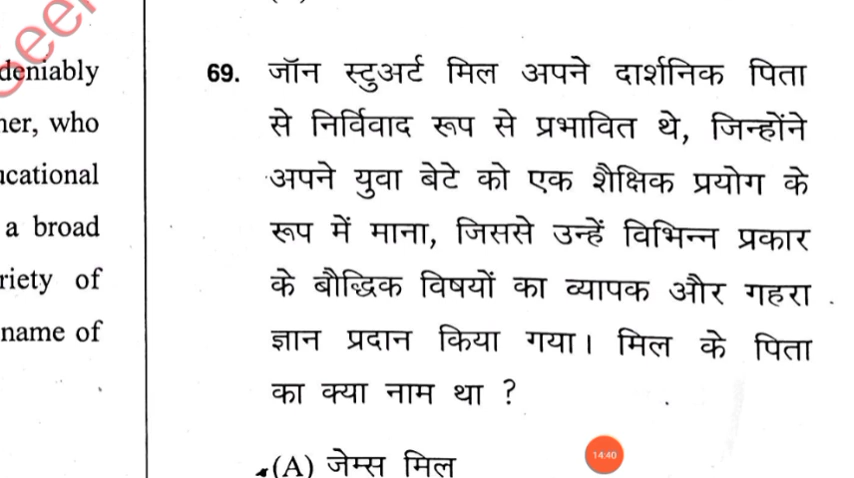 deniably
her, who
ucational
a broad
riety of
name of
69. जॉन स्टुअर्ट मिल अपने दार्शनिक पिता
से निर्विवाद रूप से प्रभावित थे, जिन्होंने
अपने युवा बेटे को एक शैक्षिक प्रयोग के
रूप में माना, जिससे उन्हें विभिन्न प्रकार
के बौद्धिक विषयों का व्यापक और गहरा
ज्ञान प्रदान किया गया। मिल के पिता
का क्या नाम था ?
(A) जेम्स मिल
14:40